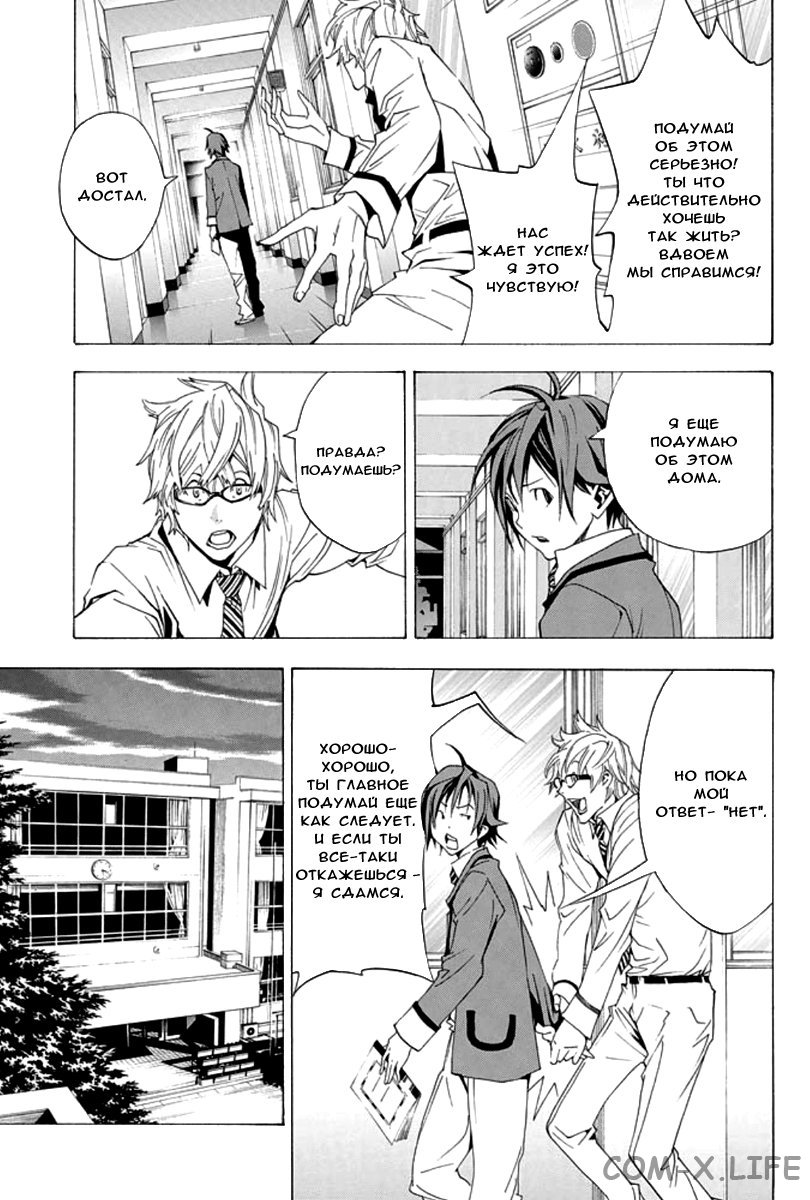 ПОДУМАЙ
ОБ ЭТОМ
СЕРЬЕЗНО!
ТЫ ЧТО
ДЕЙСТВИТЕЛЬНО
ХОЧЕШЬ
ТАК ЖИТЬ?
ВДВОЕМ
МЫ СПРАВИМСЯ!
НАС
ЖДЕТ УСПЕХ!
Я ЭТО
ЧУВСТВУЮ!
ВОТ
ДОСТАЛ.
Я ЕЩЕ
ПОДУМАЮ
ОБ ЭТОМ
ДОМА.
ПРАВДА?
ПОДУМАЕШЬ?
НО ПОКА
МОЙ
ОТВЕТ- "НЕТ".
ХОРОШО-
ХОРОШО,
ТЫ ГЛАВНОЕ
ПОДУМАЙ ЕЩЕ
КАК СЛЕДУЕТ.
И ЕСЛИ ТЫ
ВСЕ-ТАКИ
ОТКАЖЕШЬСЯ -
Я СДАМСЯ.
COM-X.LIFE